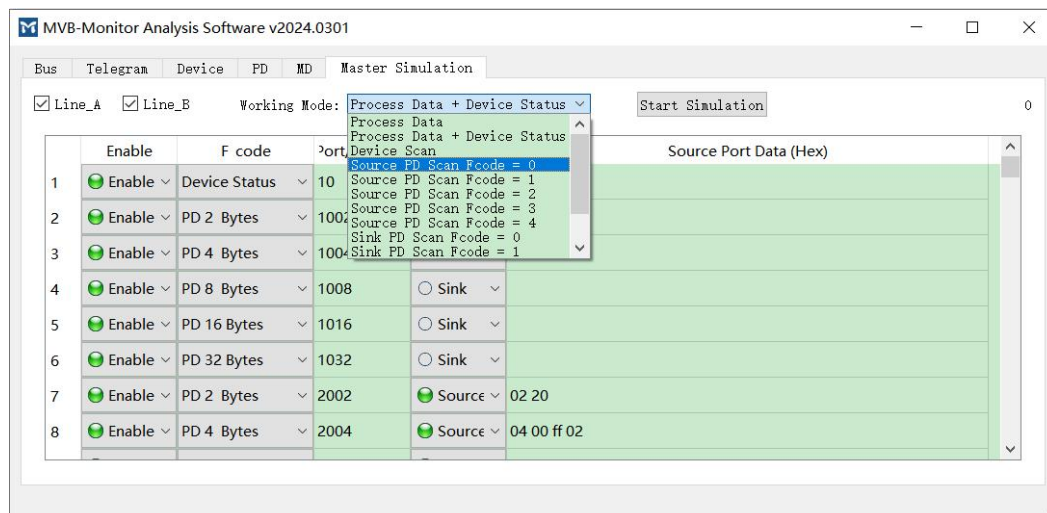 MVB-Monitor Analysis Software v2024.0301
Bus Telegram Device PD MD Master Simulation
Line_A Line_B Working Mode: Process Data + Device Status Start Simulation 0
Process Data
Process Data + Device Status
Device Scan
Source PD Scan Fcode = 0
Source PD Scan Fcode = 1
Source PD Scan Fcode = 2
Source PD Scan Fcode = 3
Source PD Scan Fcode = 4
Sink PD Scan Fcode = 0
Sink PD Scan Fcode = 1
Enable F code Port Source Port Data (Hex)
1 Enable Device Status 10
2 Enable PD 2 Bytes 1002
3 Enable PD 4 Bytes 1004
4 Enable PD 8 Bytes 1008 Sink
5 Enable PD 16 Bytes 1016 Sink
6 Enable PD 32 Bytes 1032 Sink
7 Enable PD 2 Bytes 2002 Source 02 20
8 Enable PD 4 Bytes 2004 Source 04 00 ff 02